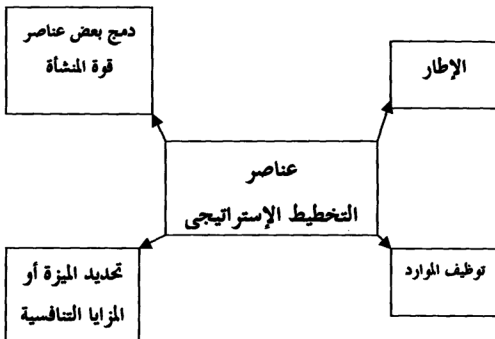 دمج بعض عناصر
قوة المنشأة
الإطار
عناصر
التخطيط الإستراتيجى
تحديد الميزة أو
المزايا التنافسية
توظيف الموارد